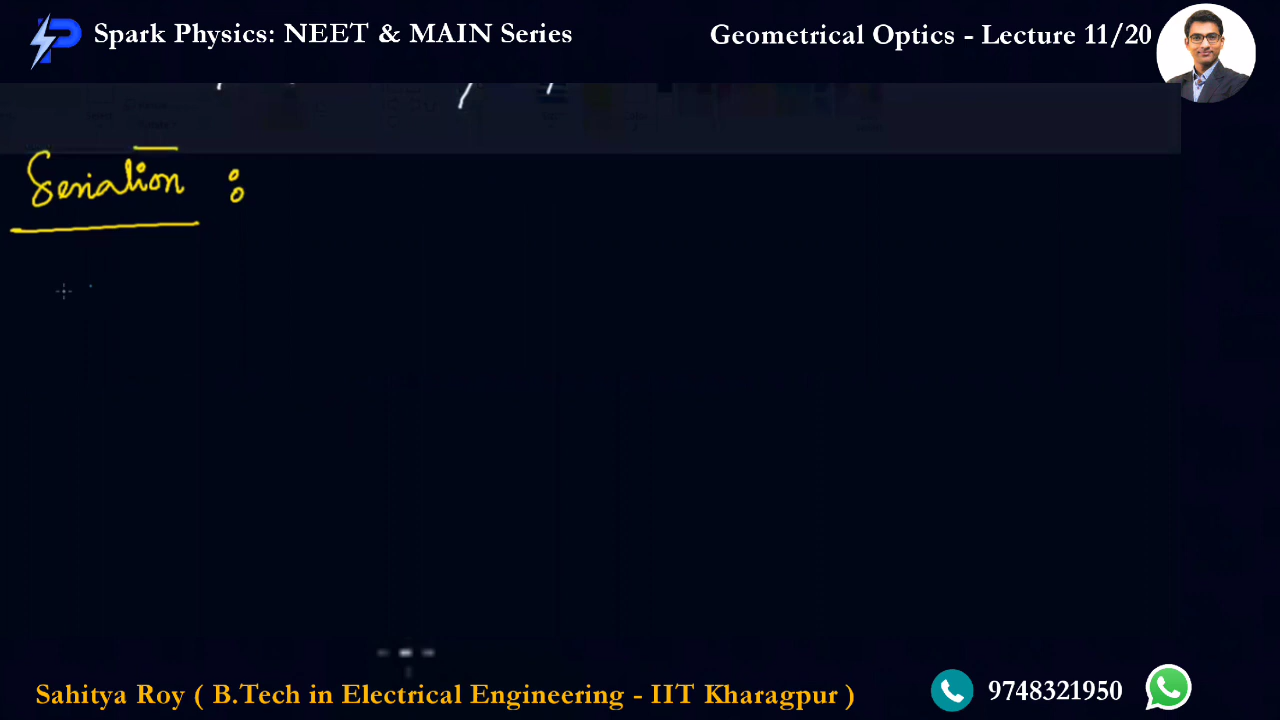 Spark Physics: NEET & MAIN Series
Geometrical Optics - Lecture 11/20
Seriation :
Sahitya Roy ( B.Tech in Electrical Engineering - IIT Kharagpur )
9748321950